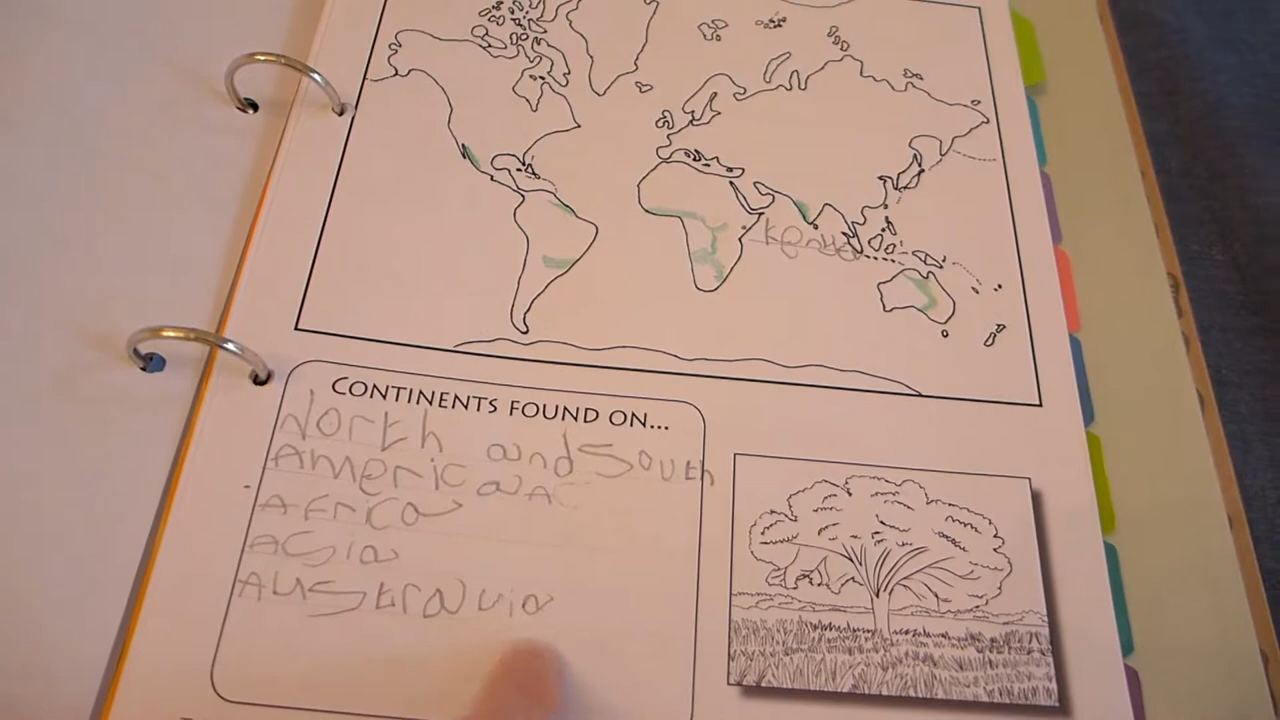 Kenya
CONTINENTS FOUND ON...
North and South
America
Africa
Asia
Australia